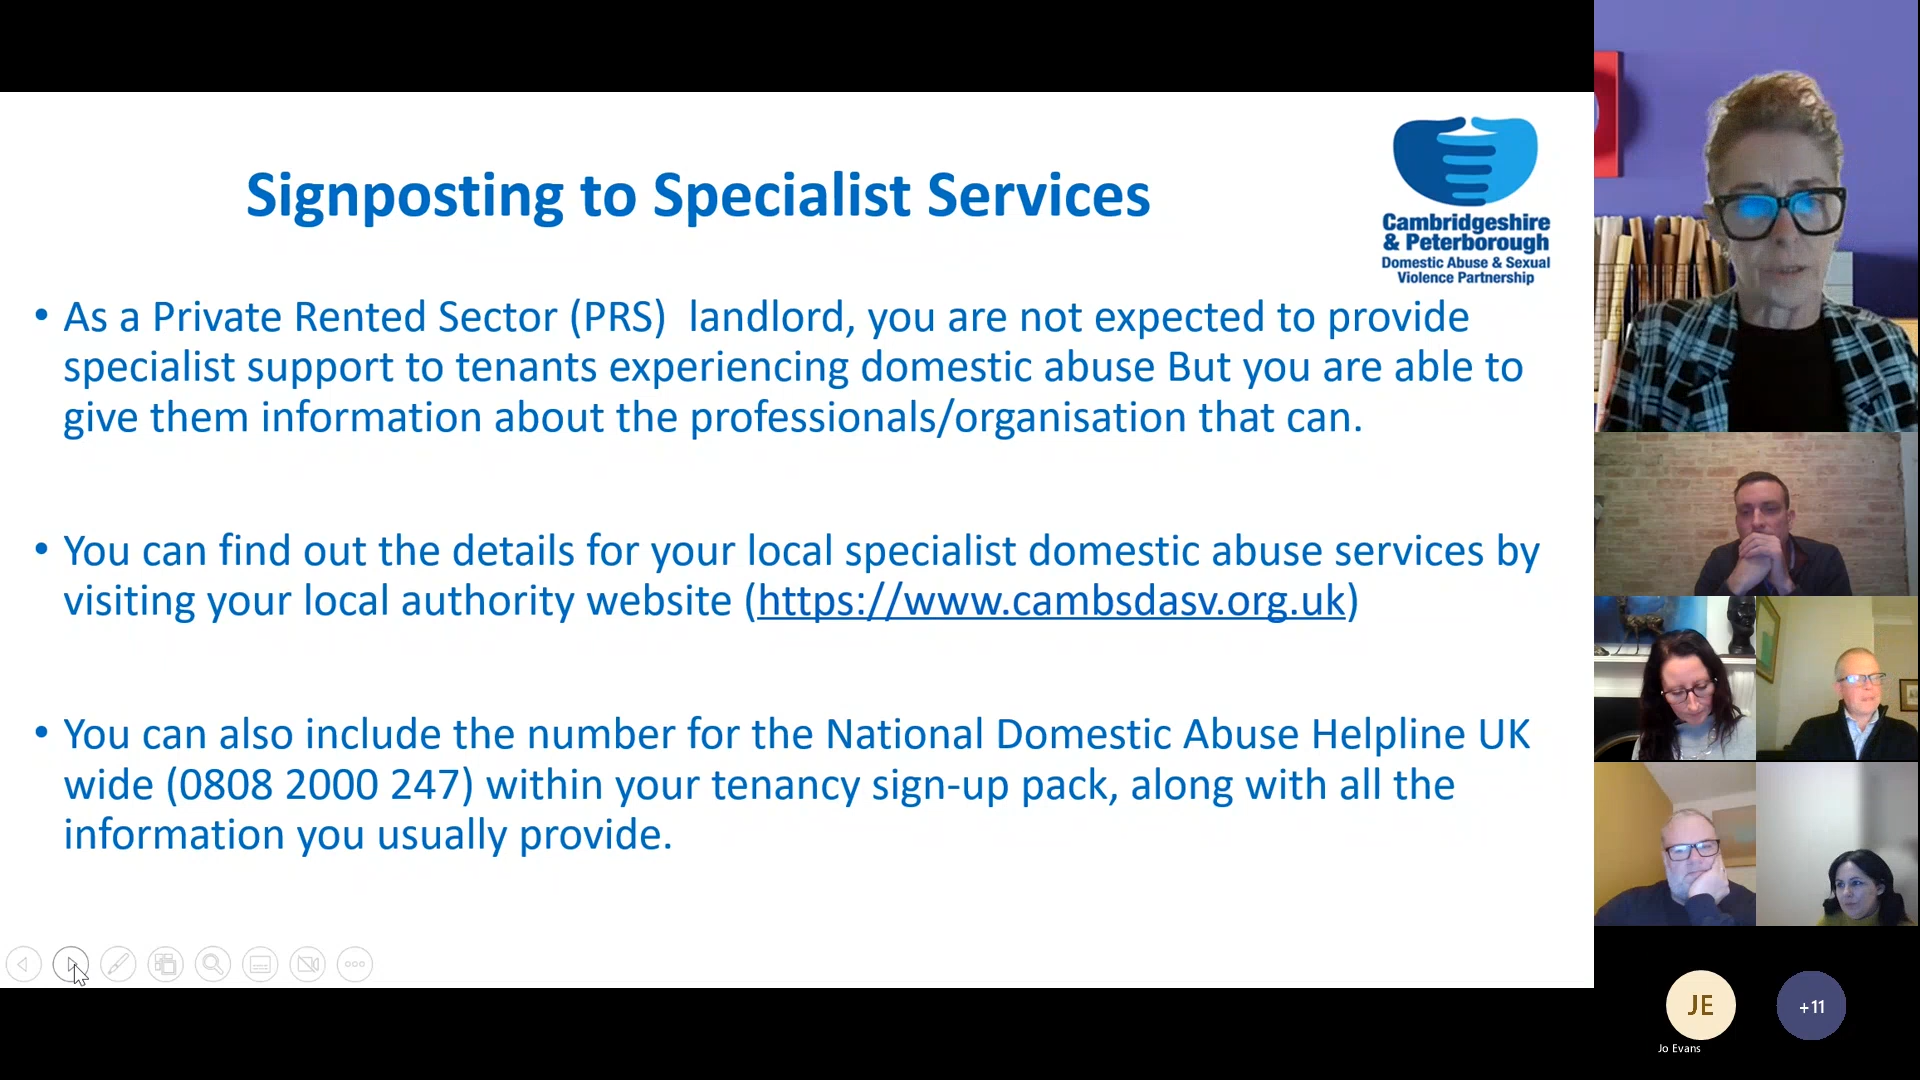 Signposting to Specialist Services
Cambridgeshire
& Peterborough
Domestic Abuse & Sexual
Violence Partnership
• As a Private Rented Sector (PRS)  landlord, you are not expected to provide
specialist support to tenants experiencing domestic abuse But you are able to
give them information about the professionals/organisation that can.
• You can find out the details for your local specialist domestic abuse services by
visiting your local authority website (https://www.cambsdasv.org.uk)
• You can also include the number for the National Domestic Abuse Helpline UK
wide (0808 2000 247) within your tenancy sign-up pack, along with all the
information you usually provide.
JE
+11
Jo Evans